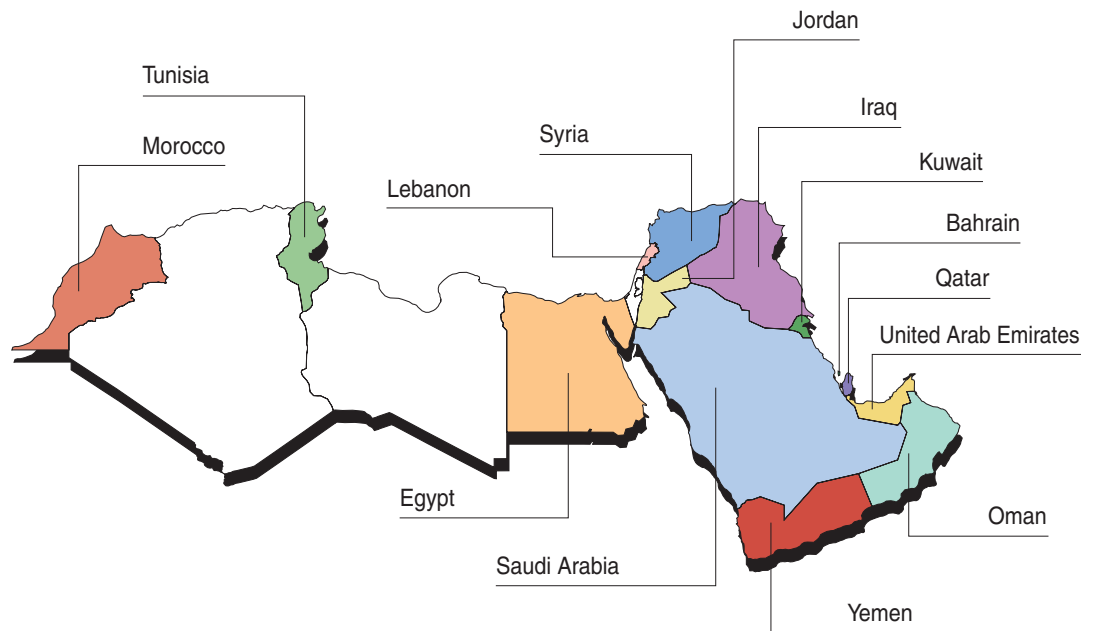 Jordan
Tunisia
Iraq
Syria
Morocco
Kuwait
Lebanon
Bahrain
Qatar
United Arab Emirates
Egypt
Oman
Saudi Arabia
Yemen